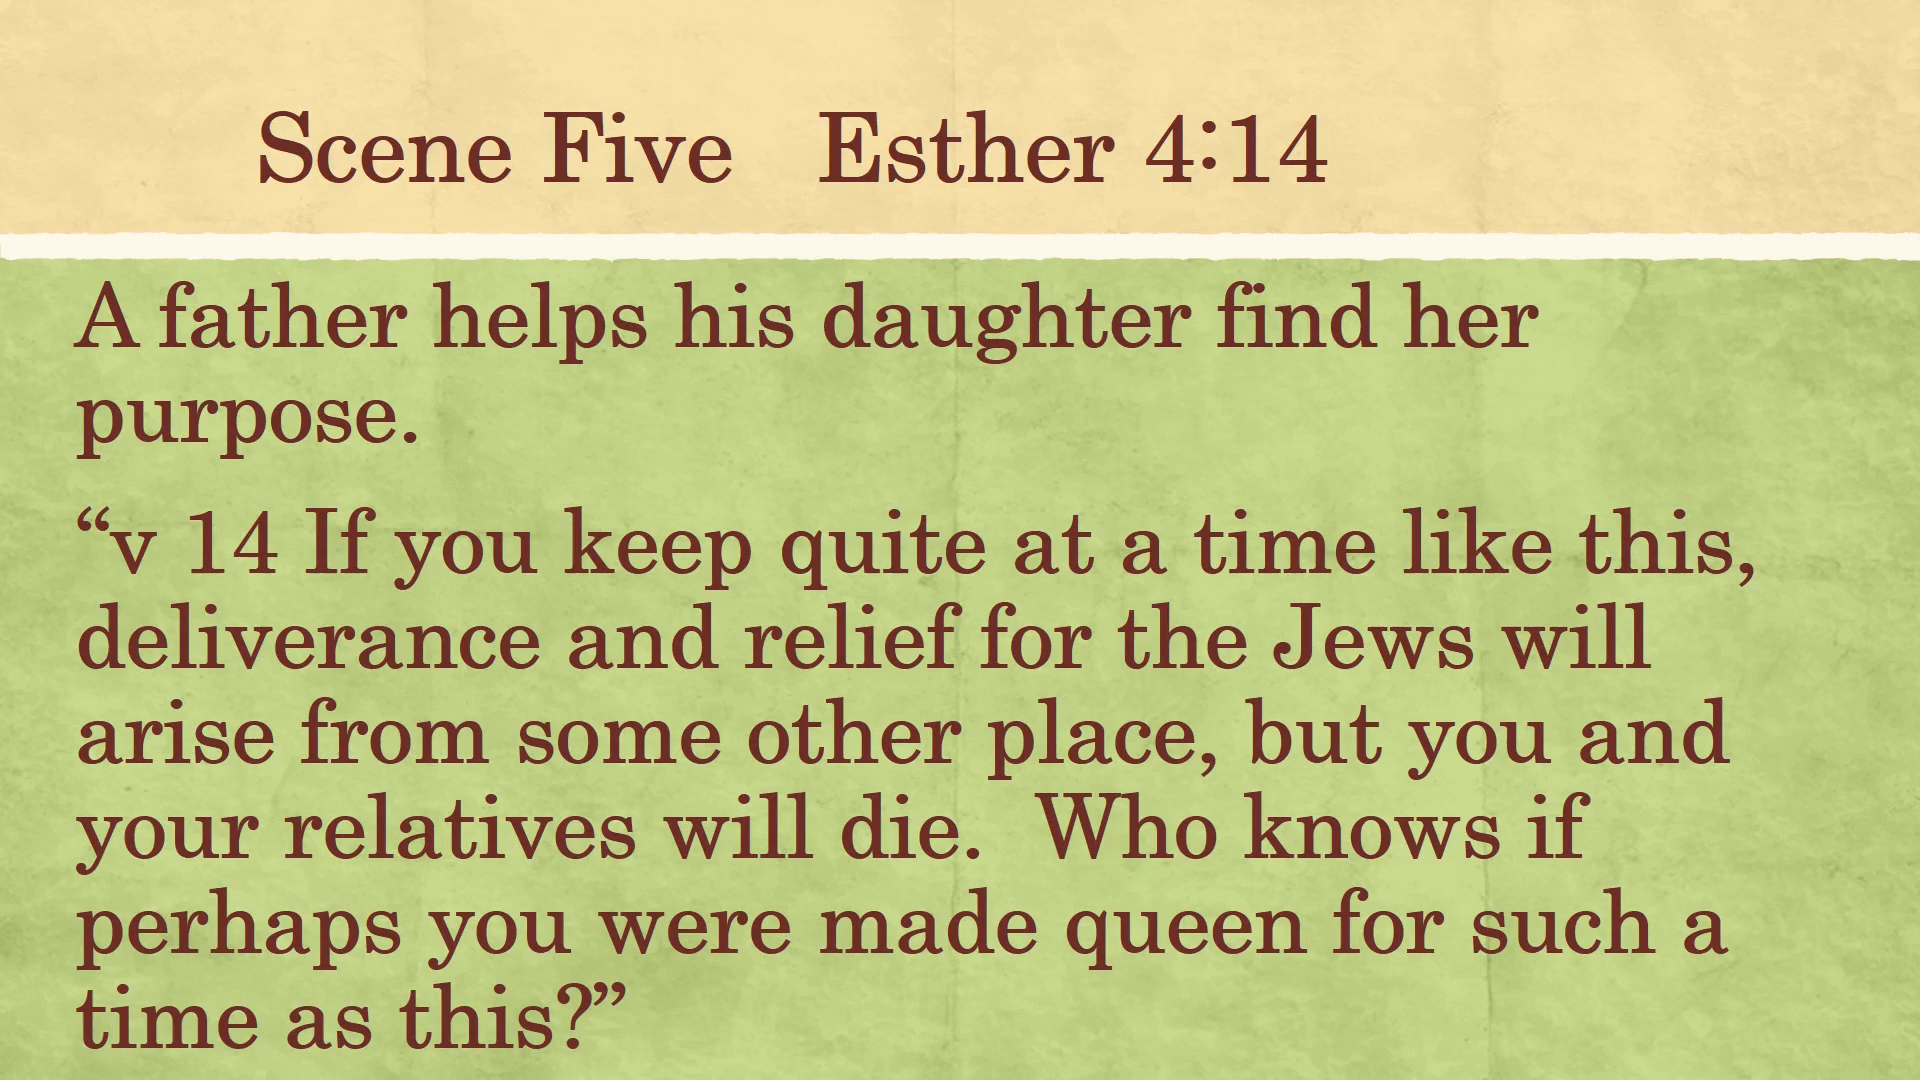 Scene Five   Esther 4:14
A father helps his daughter find her
purpose.
“v 14 If you keep quite at a time like this,
deliverance and relief for the Jews will
arise from some other place, but you and
your relatives will die.  Who knows if
perhaps you were made queen for such a
time as this?”